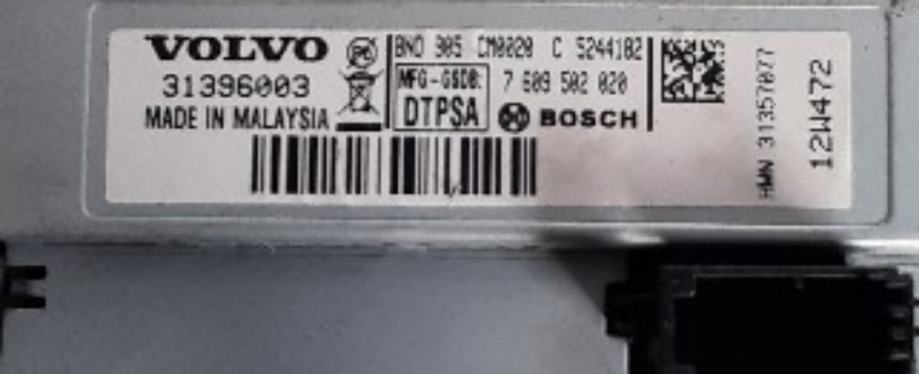 VOLVO
31396003
MADE IN MALAYSIA
BNO 905 CM0020 C 5244182
MFG-GSDB:
DTPSA
7 609 502 020
BOSCH
HWN 31357077
12W472